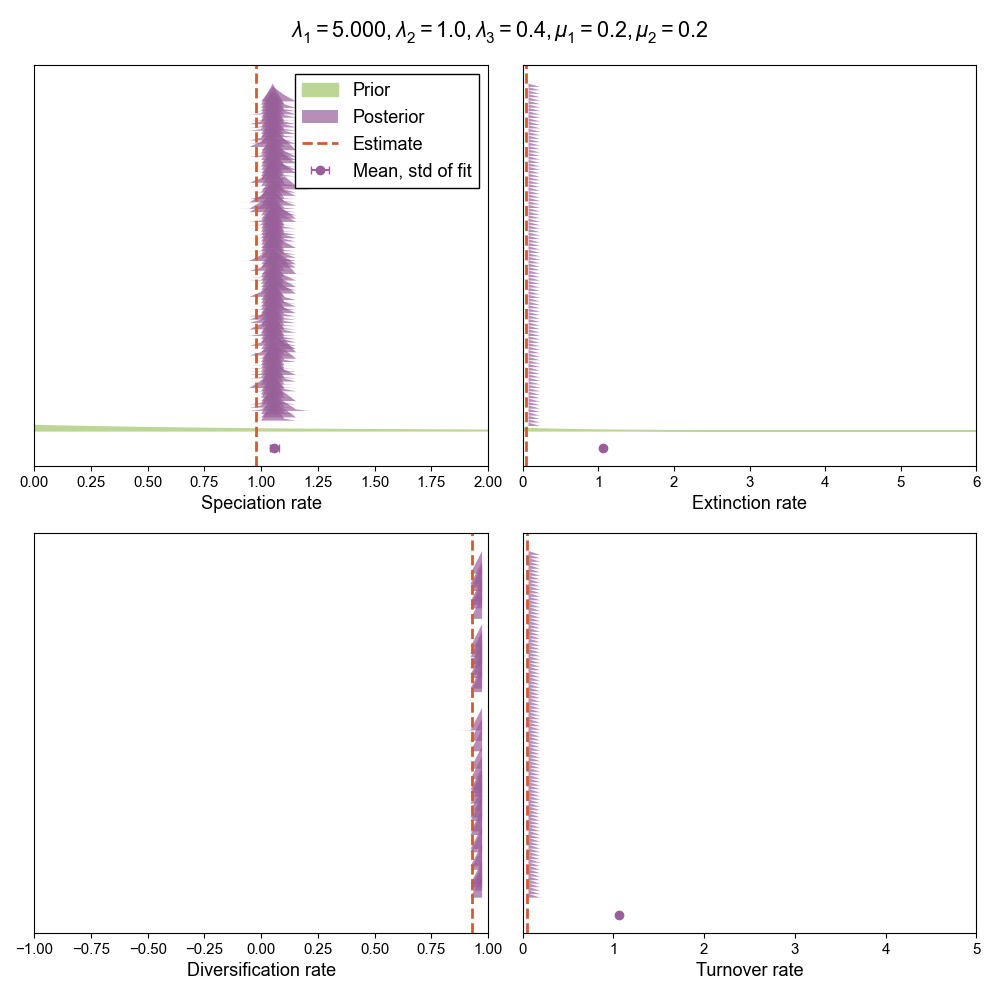 λ₁ = 5.000, λ₂ = 1.0, λ₃ = 0.4, μ₁ = 0.2, μ₂ = 0.2
Prior
Posterior
Estimate
Mean, std of fit
0.00 0.25 0.50 0.75 1.00 1.25 1.50 1.75 2.00
Speciation rate
0 1 2 3 4 5 6
Extinction rate
−1.00 −0.75 −0.50 −0.25 0.00 0.25 0.50 0.75 1.00
Diversification rate
0 1 2 3 4 5
Turnover rate